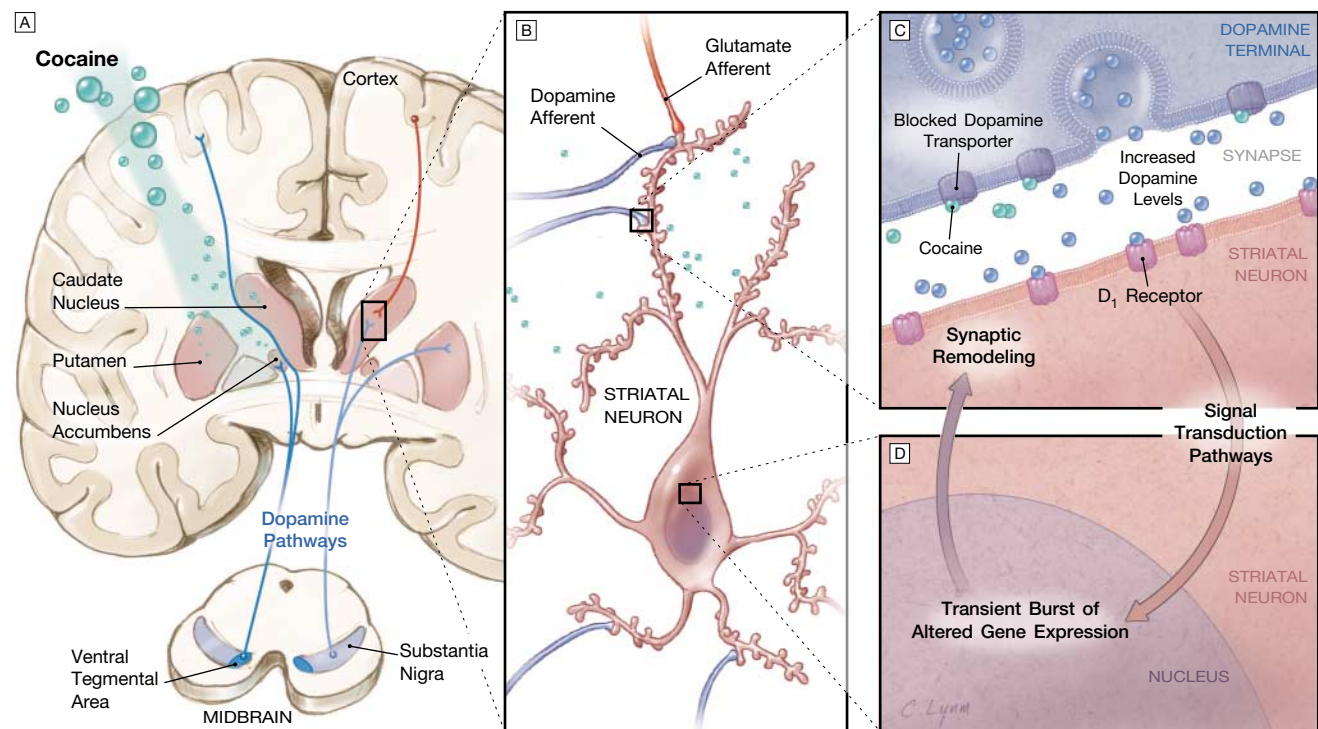 A
Cocaine
Cortex
Caudate
Nucleus
Putamen
Nucleus
Accumbens
Dopamine
Pathways
Ventral
Tegmental
Area
Substantia
Nigra
MIDBRAIN
B
Glutamate
Afferent
Dopamine
Afferent
STRIATAL
NEURON
C
DOPAMINE
TERMINAL
Blocked Dopamine
Transporter
Increased
Dopamine
Levels
SYNAPSE
Cocaine
STRIATAL
NEURON
D1 Receptor
Synaptic
Remodeling
Signal
Transduction
Pathways
D
STRIATAL
NEURON
Transient Burst of
Altered Gene Expression
NUCLEUS
C. Lynm